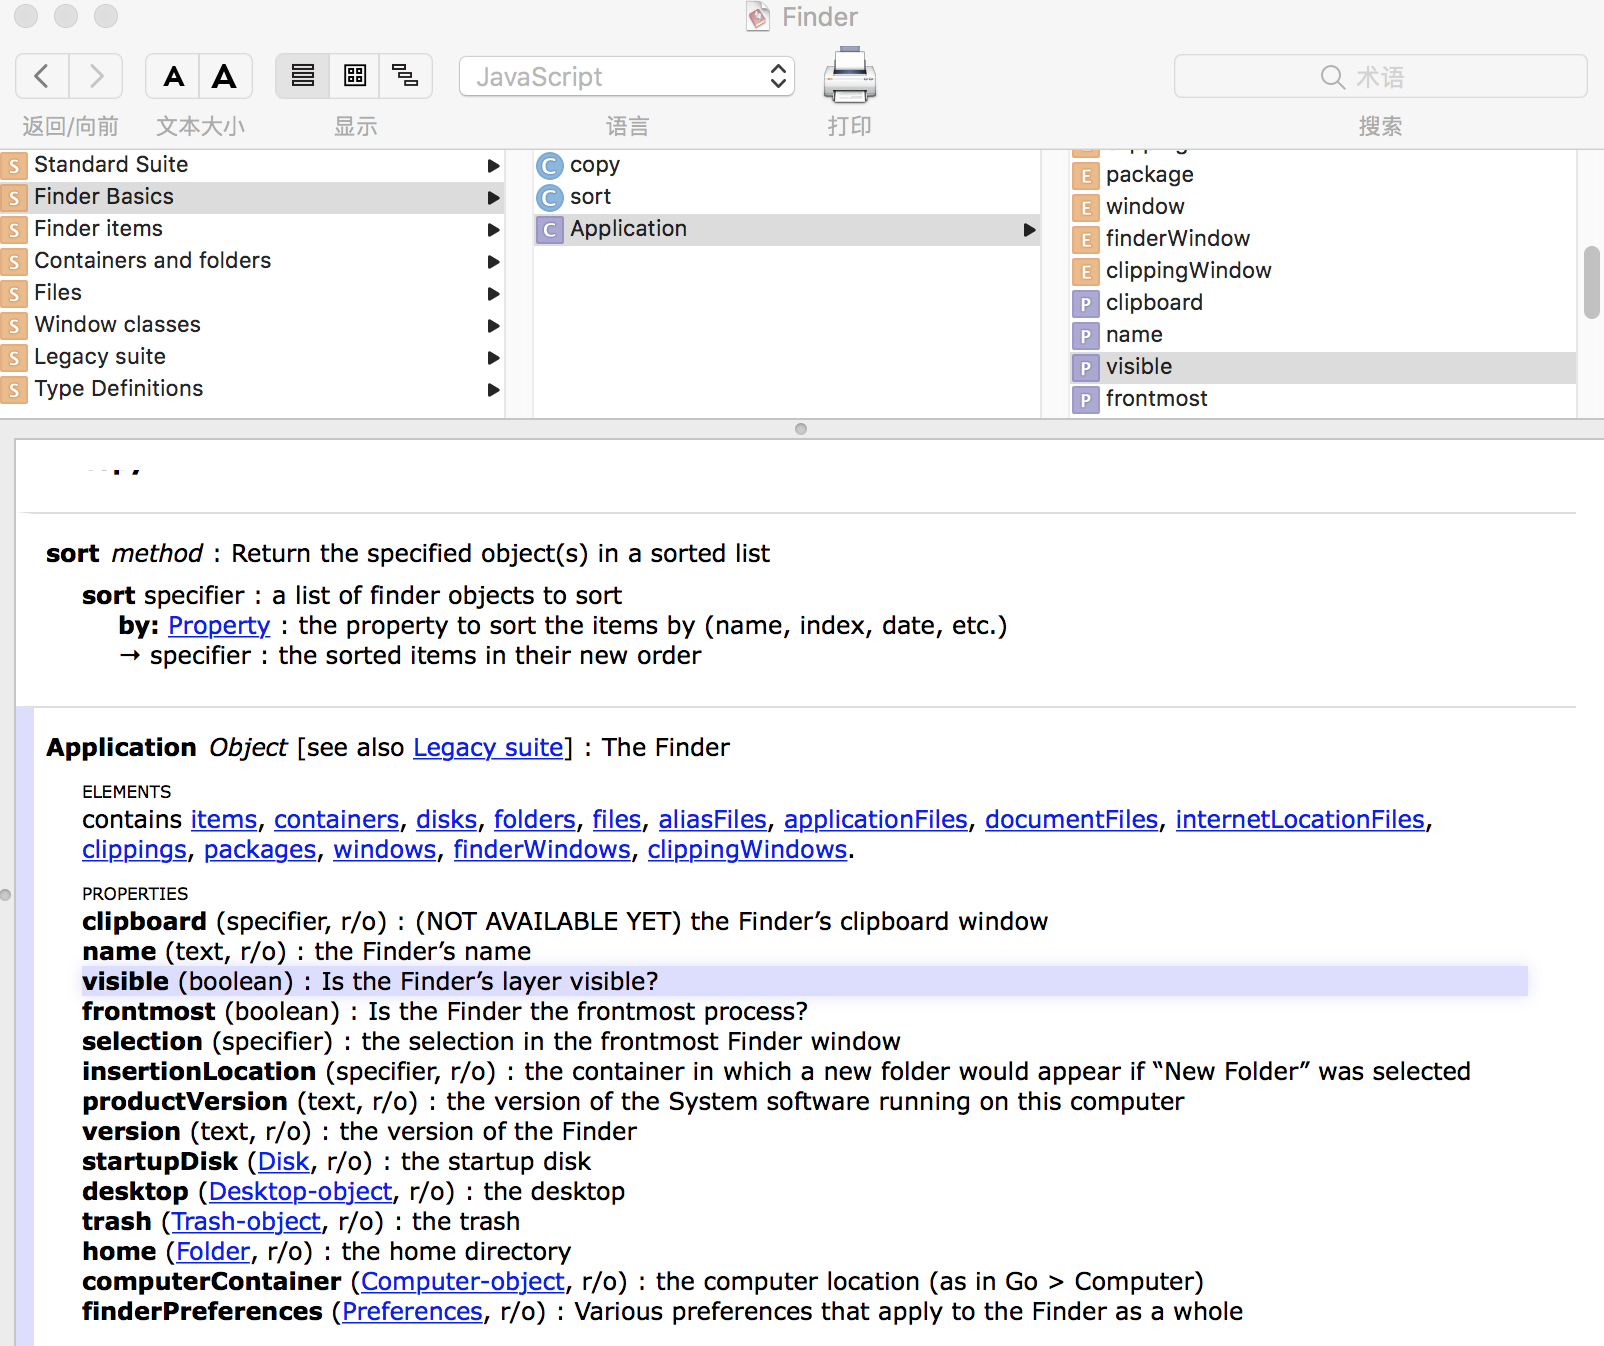 Finder
JavaScript
术语
返回/向前
文本大小
显示
语言
打印
搜索
Standard Suite
Finder Basics
Finder items
Containers and folders
Files
Window classes
Legacy suite
Type Definitions
copy
sort
Application
package
window
finderWindow
clippingWindow
clipboard
name
visible
frontmost
sort method : Return the specified object(s) in a sorted list
sort specifier : a list of finder objects to sort
by: Property : the property to sort the items by (name, index, date, etc.)
→ specifier : the sorted items in their new order
Application Object [see also Legacy suite] : The Finder
ELEMENTS
contains items, containers, disks, folders, files, aliasFiles, applicationFiles, documentFiles, internetLocationFiles,
clippings, packages, windows, finderWindows, clippingWindows.
PROPERTIES
clipboard (specifier, r/o) : (NOT AVAILABLE YET) the Finder’s clipboard window
name (text, r/o) : the Finder’s name
visible (boolean) : Is the Finder’s layer visible?
frontmost (boolean) : Is the Finder the frontmost process?
selection (specifier) : the selection in the frontmost Finder window
insertionLocation (specifier, r/o) : the container in which a new folder would appear if “New Folder” was selected
productVersion (text, r/o) : the version of the System software running on this computer
version (text, r/o) : the version of the Finder
startupDisk (Disk, r/o) : the startup disk
desktop (Desktop-object, r/o) : the desktop
trash (Trash-object, r/o) : the trash
home (Folder, r/o) : the home directory
computerContainer (Computer-object, r/o) : the computer location (as in Go > Computer)
finderPreferences (Preferences, r/o) : Various preferences that apply to the Finder as a whole